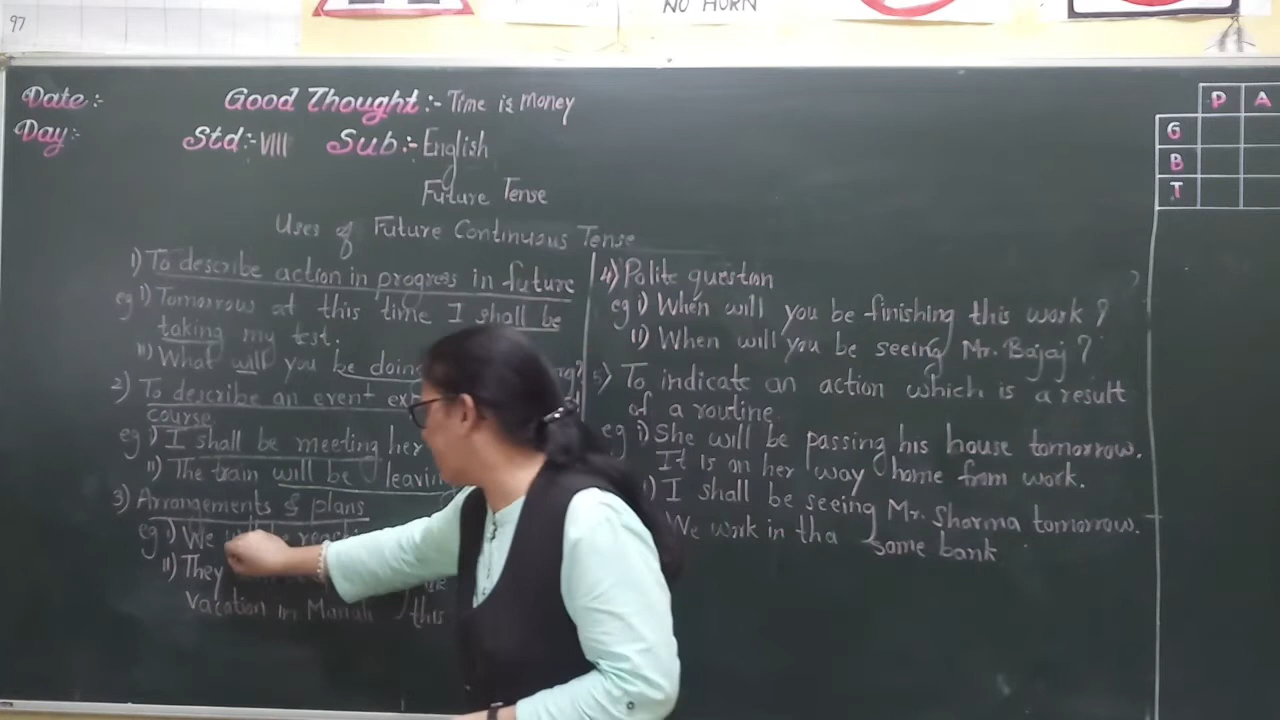 97
NO HORN
Date:-
Good Thought:- Time is Money
Day:-
Std:- VIII Sub:- English
Future Tense
Uses of Future Continuous Tense
1) To describe action in progress in future
eg i) Tomorrow at this time I shall be
taking my test.
ii) What will you be doing
2) To describe an event
course
eg i) I shall be meeting her
ii) The train will be leaving
3) Arrangements & plans
eg i) We
ii) They
vacation in Manali this
4) Polite question
eg i) When will you be finishing this work?
ii) When will you be seeing Mr. Bajaj?
5) To indicate an action which is a result
of a routine
eg i) She will be passing his house tomorrow.
It is on her way home from work.
I shall be seeing Mr. Sharma tomorrow.
We work in tha same bank
P A
G
B
T